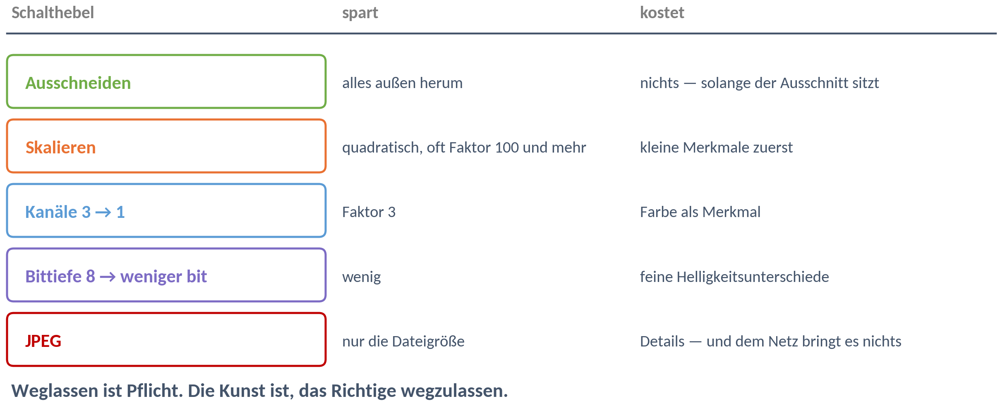 Schalthebel spart kostet
Ausschneiden alles außen herum nichts — solange der Ausschnitt sitzt
Skalieren quadratisch, oft Faktor 100 und mehr kleine Merkmale zuerst
Kanäle 3 → 1 Faktor 3 Farbe als Merkmal
Bittiefe 8 → weniger bit wenig feine Helligkeitsunterschiede
JPEG nur die Dateigröße Details — und dem Netz bringt es nichts
Weglassen ist Pflicht. Die Kunst ist, das Richtige wegzulassen.